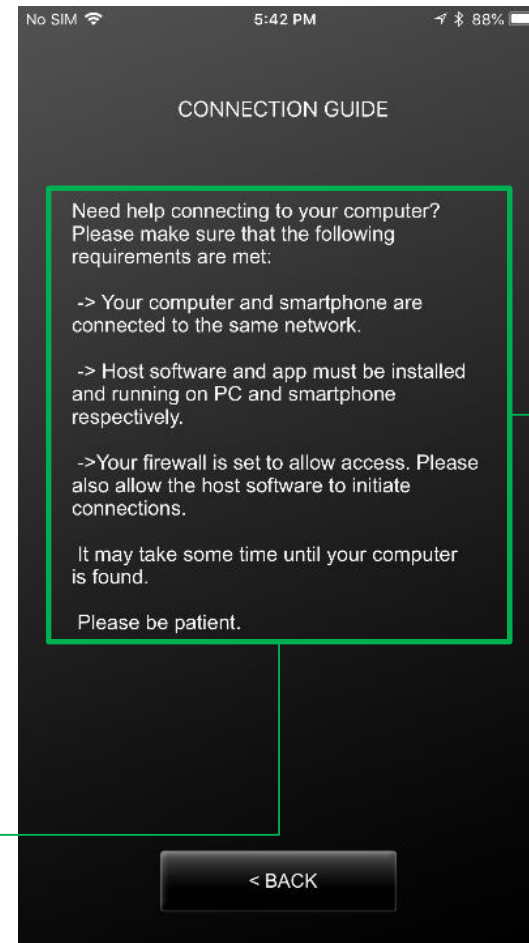 No SIM 5:42 PM 88%
CONNECTION GUIDE
Need help connecting to your computer?
Please make sure that the following
requirements are met:
-> Your computer and smartphone are
connected to the same network.
-> Host software and app must be installed
and running on PC and smartphone
respectively.
->Your firewall is set to allow access. Please
also allow the host software to initiate
connections.
It may take some time until your computer
is found.
Please be patient.
< BACK